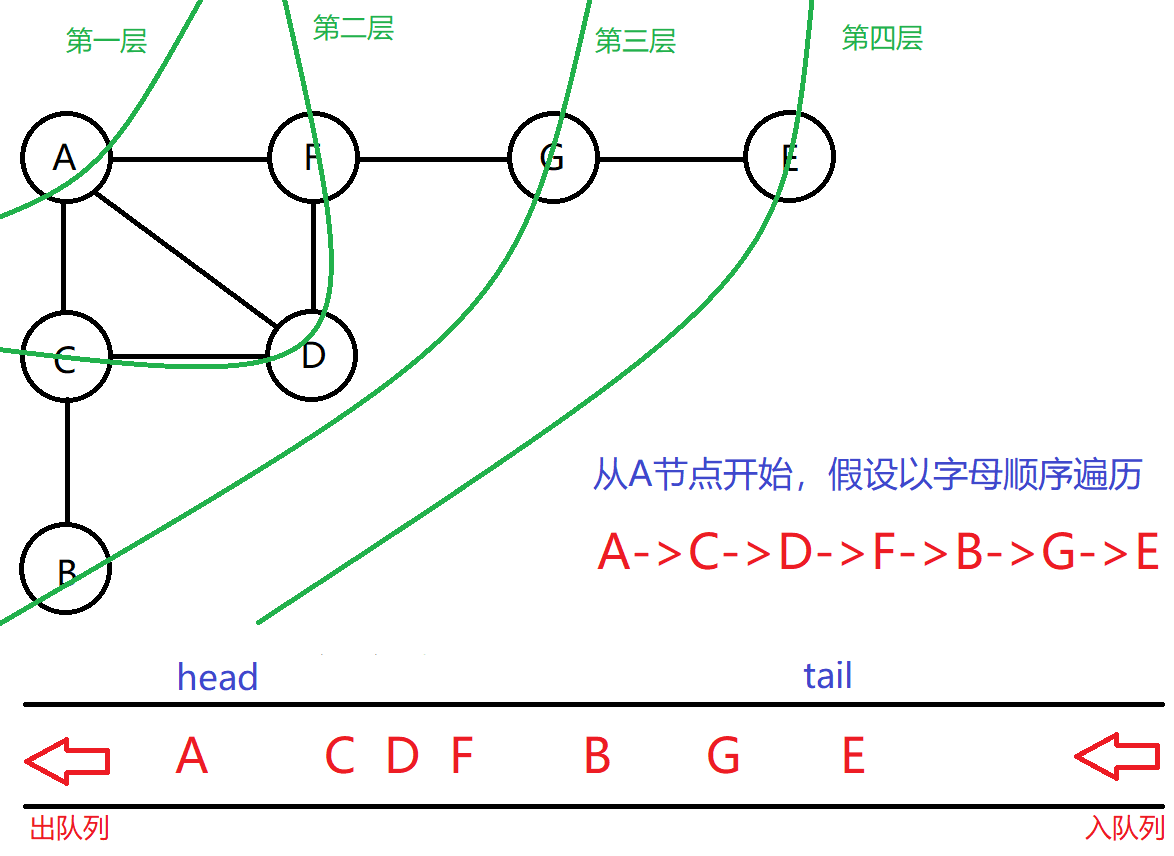 第一层
第二层
第三层
第四层
A
F
G
E
C
D
B
从A节点开始，假设以字母顺序遍历
A->C->D->F->B->G->E
head
tail
A C D F B G E
出队列
入队列